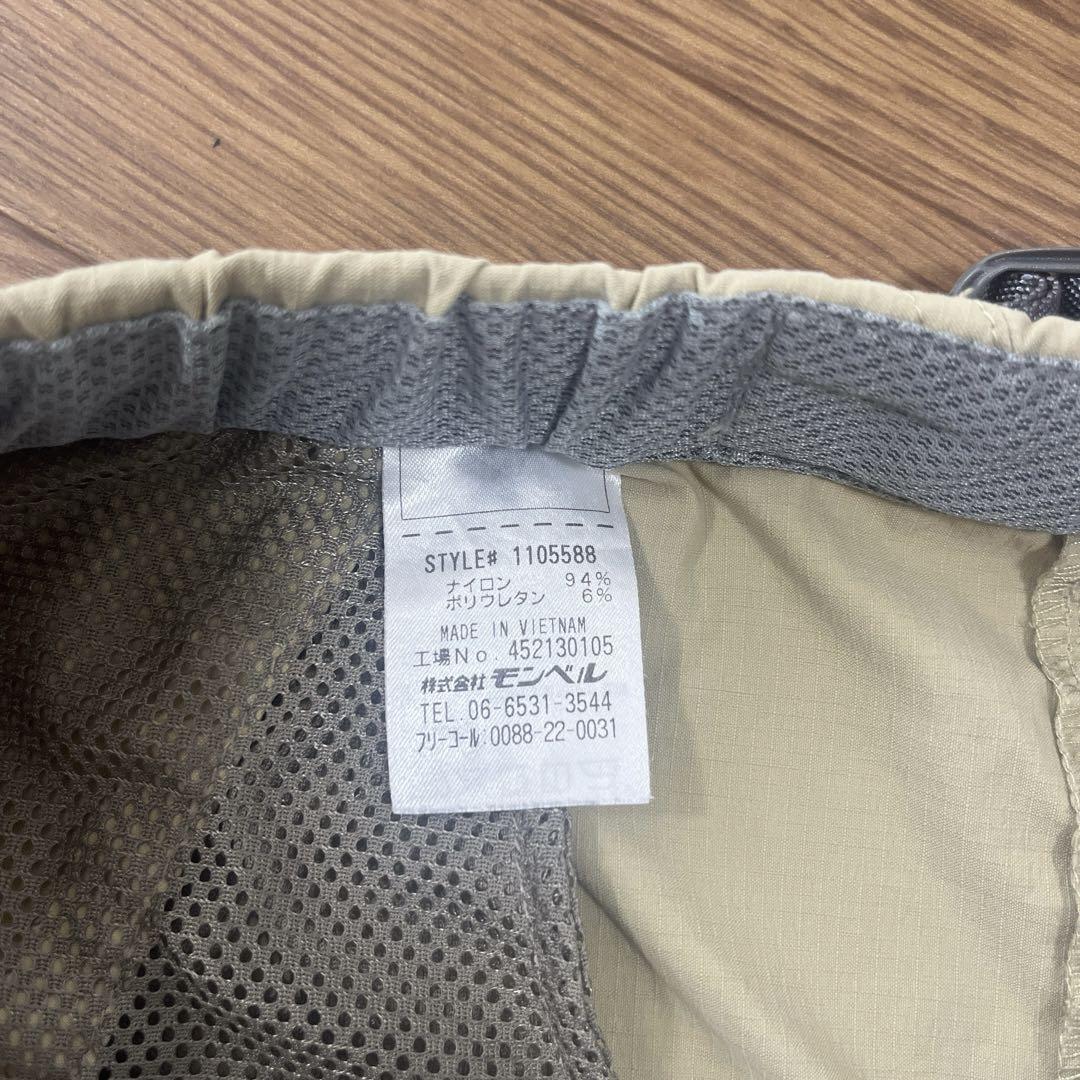 STYLE# 1105588
ナイロン 94%
ポリウレタン 6%
MADE IN VIETNAM
工場No. 452130105
株式会社 モンベル
TEL.06-6531-3544
フリーコール:0088-22-0031